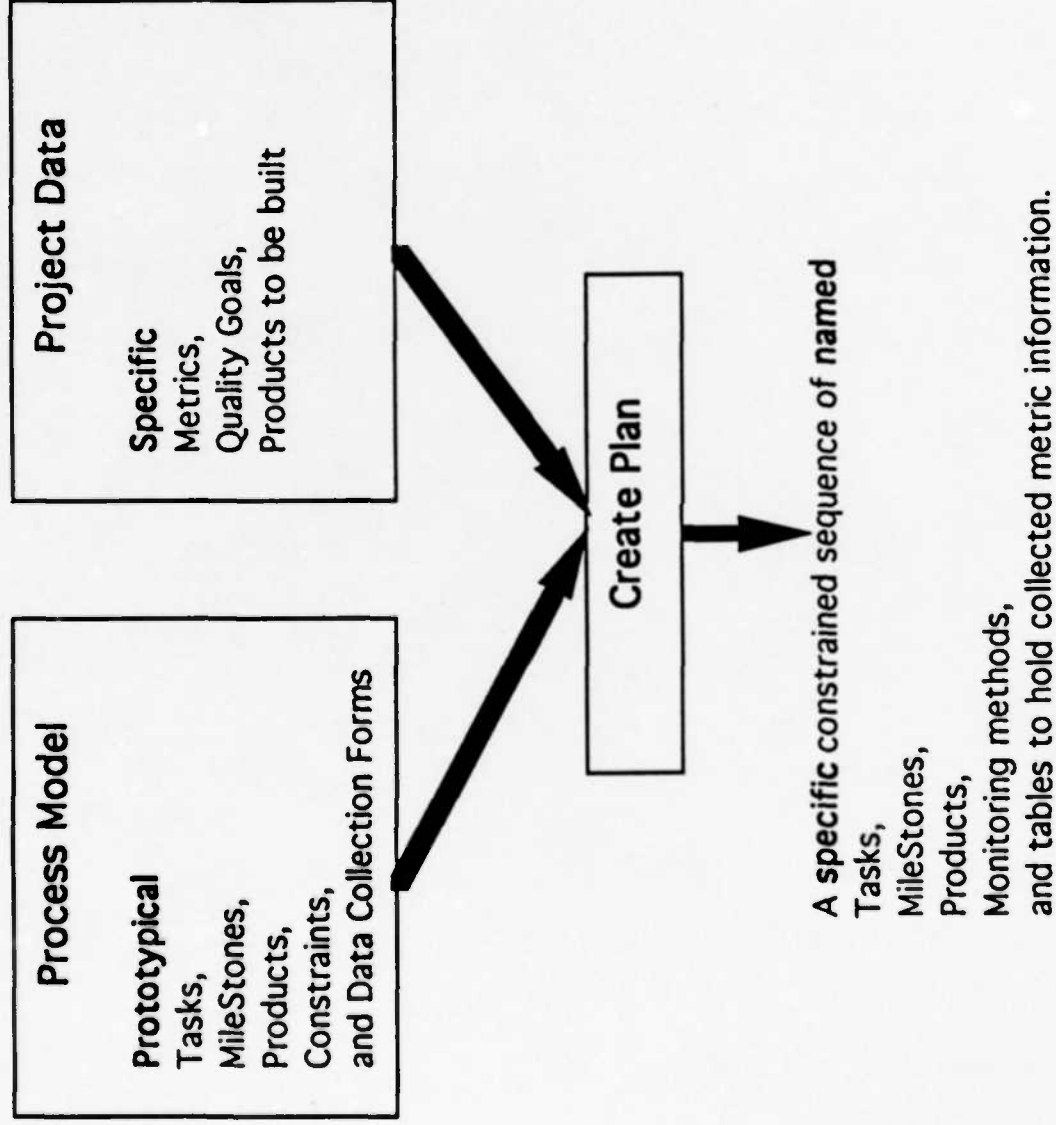 Process Model
Prototypical
Tasks,
MileStones,
Products,
Constraints,
and Data Collection Forms
Project Data
Specific
Metrics,
Quality Goals,
Products to be built
Create Plan
A specific constrained sequence of named
Tasks,
MileStones,
Products,
Monitoring methods,
and tables to hold collected metric information.